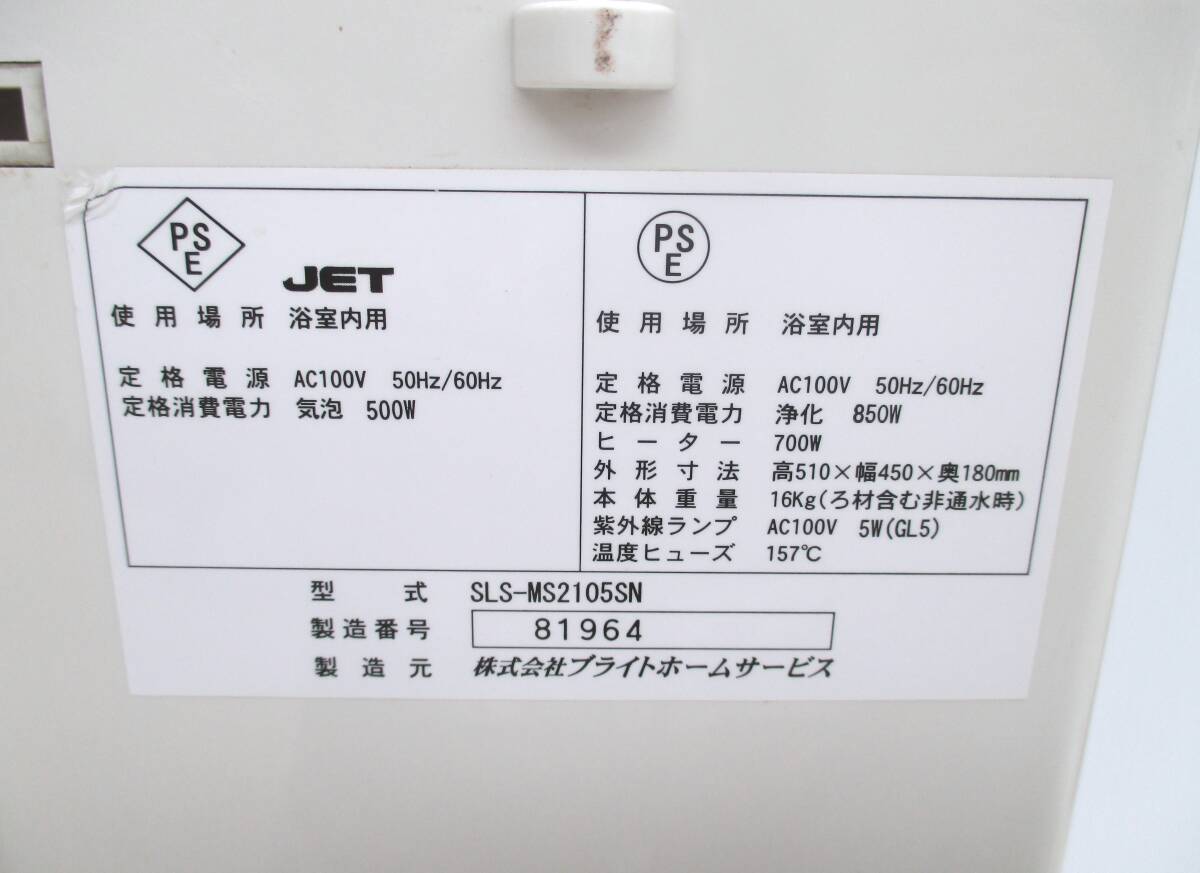 PSE
JET
使用場所 浴室内用
定格電源 AC100V 50Hz/60Hz
定格消費電力 気泡 500W
PSE
使用場所 浴室内用
定格電源 AC100V 50Hz/60Hz
定格消費電力 浄化 850W
ヒーター 700W
外形寸法 高510×幅450×奥180mm
本体重量 16Kg(ろ材含む非通水時)
紫外線ランプ AC100V 5W(GL5)
温度ヒューズ 157℃
型式 SLS-MS2105SN
製造番号 81964
製造元 株式会社ブライトホームサービス